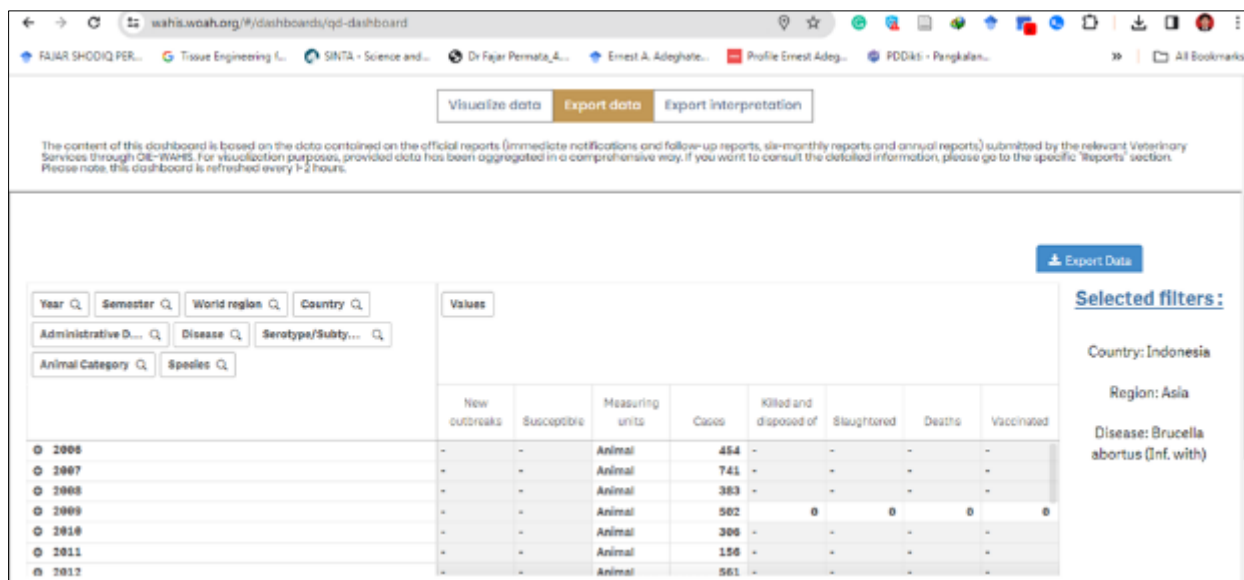 wahis.woah.org/#/dashboards/qd-dashboard
FAJAR SHODIQ PER... Tissue Engineering f... SINTA - Science and... Dr Fajar Permata_4... Ernest A. Adeghate... Profile Ernest Adeg... PDDikti - Pangkalan... » All Bookmarks
Visualize data Export data Export interpretation
The content of this dashboard is based on the data contained on the official reports (immediate notifications and follow-up reports, six-monthly reports and annual reports) submitted by the relevant Veterinary
Services through OIE-WAHIS. For visualization purposes, provided data has been aggregated in a comprehensive way. If you want to consult the detailed information, please go to the specific "Reports" section.
Please note, this dashboard is refreshed every 1-2 hours.
Export Data
Selected filters:
Year Semester World region Country Values
Administrative D... Disease Serotype/Subty...
Animal Category Species
Country: Indonesia
Region: Asia
Disease: Brucella
abortus (Inf. with)
New outbreaks Susceptible Measuring units Cases Killed and disposed of Slaughtered Deaths Vaccinated
2006 - - Animal 454 - - - -
2007 - - Animal 741 - - - -
2008 - - Animal 383 - - - -
2009 - - Animal 502 0 0 0 0
2010 - - Animal 306 - - - -
2011 - - Animal 156 - - - -
2012 - - Animal 561 - - - -